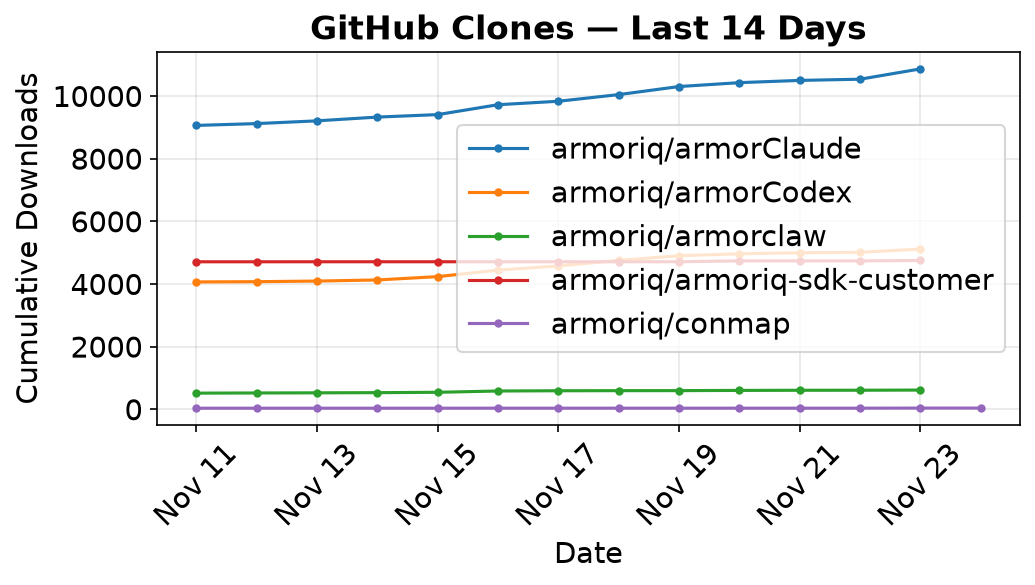 GitHub Clones — Last 14 Days
Cumulative Downloads
10000
8000
6000
4000
2000
0
armoriq/armorClaude
armoriq/armorCodex
armoriq/armorclaw
armoriq/armoriq-sdk-customer
armoriq/conmap
Nov 11
Nov 13
Nov 15
Nov 17
Nov 19
Nov 21
Nov 23
Date